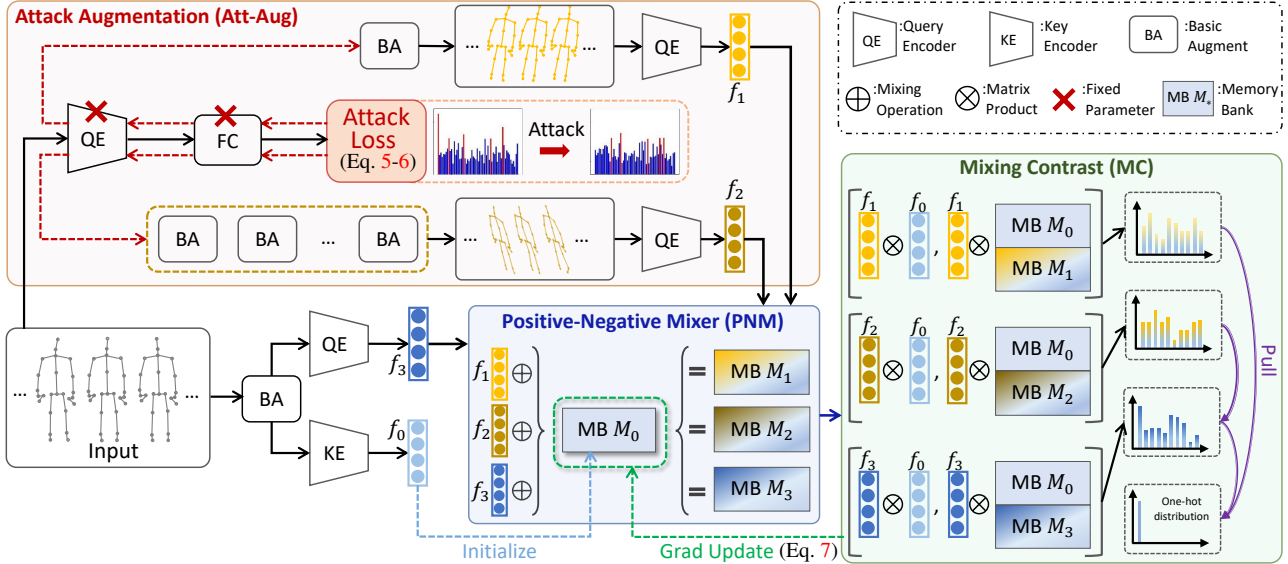 Attack Augmentation (Att-Aug)
BA
...
...
QE
f1
QE
FC
Attack
Loss
(Eq. 5-6)
Attack
BA
BA
...
BA
...
...
QE
f2
:Query
Encoder
QE
:Key
Encoder
KE
:Basic
Augment
BA
:Mixing
Operation
:Matrix
Product
:Fixed
Parameter
MB M*
:Memory
Bank
...
...
Input
BA
QE
f3
KE
f0
Initialize
Positive-Negative Mixer (PNM)
f1 ⊕
f2 ⊕
f3 ⊕
MB M0
= MB M1
= MB M2
= MB M3
Grad Update (Eq. 7)
Mixing Contrast (MC)
f1 ⊗ f0 , f1 ⊗ MB M0
MB M1
f2 ⊗ f0 , f2 ⊗ MB M0
MB M2
f3 ⊗ f0 , f3 ⊗ MB M0
MB M3
One-hot
distribution
Pull